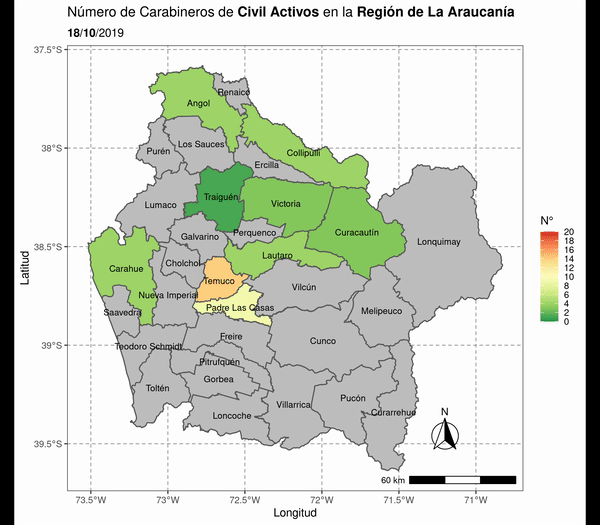 Número de Carabineros de Civil Activos en la Región de La Araucanía
18/10/2019
37.5°S
38°S
38.5°S
39°S
39.5°S
Latitud
Renaico
Angol
Los Sauces
Purén
Collipulli
Ercilla
Traiguén
Lumaco
Victoria
Perquenco
Galvarino
Curacautín
Lonquimay
Lautaro
Cholchol
Carahue
Temuco
Vilcún
Nueva Imperial
Padre Las Casas
Saavedra
Melipeuco
Freire
Cunco
Teodoro Schmidt
Pitrufquén
Gorbea
Toltén
Pucón
Villarrica
Curarrehue
Loncoche
N
60 km
73.5°W
73°W
72.5°W
72°W
71.5°W
71°W
Longitud
N°
20
18
16
14
12
10
8
6
4
2
0